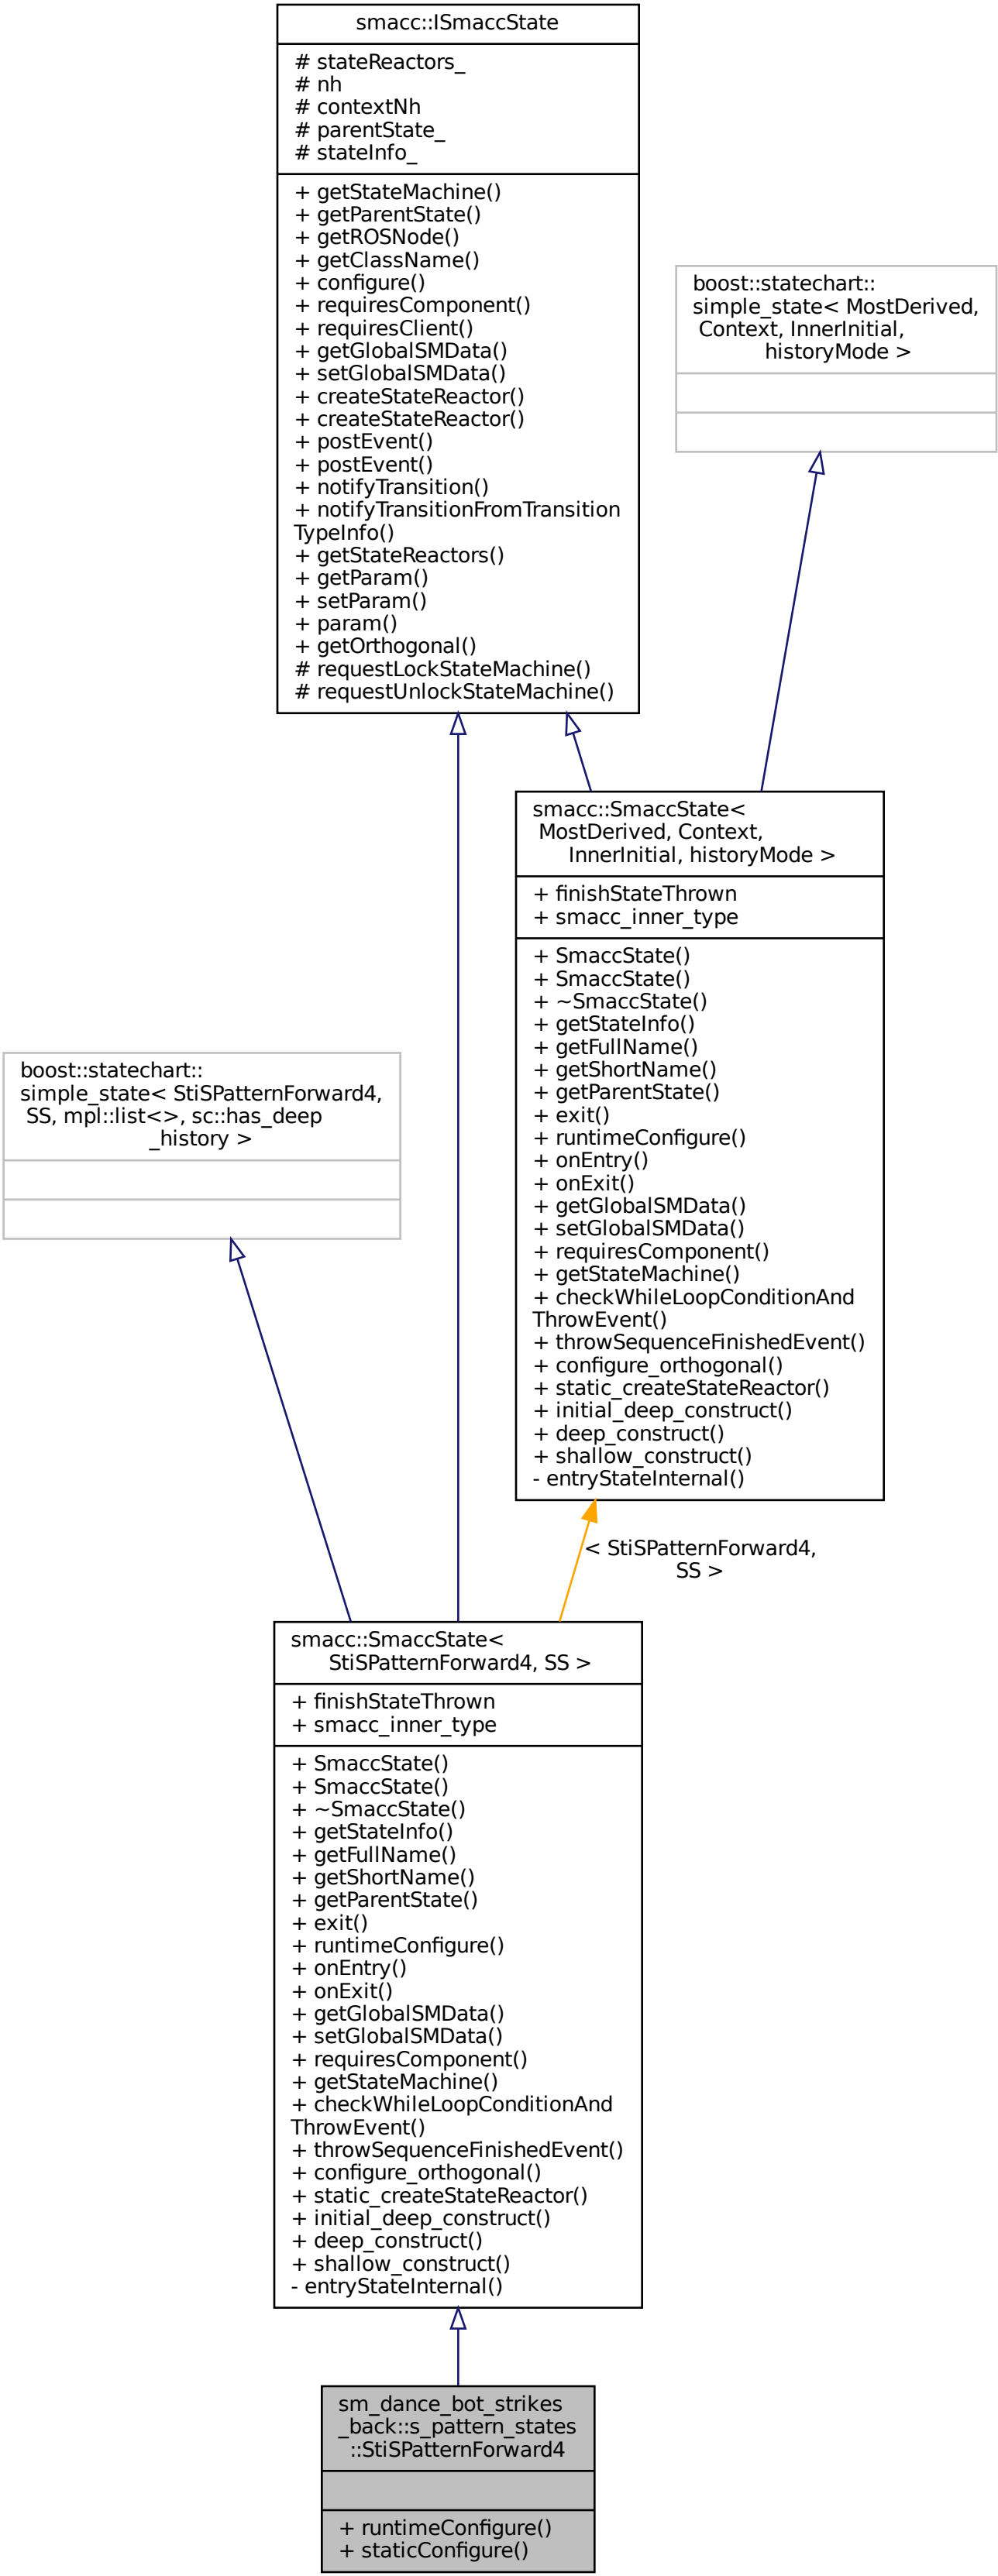 smacc::ISmaccState
# stateReactors_
# nh
# contextNh
# parentState_
# stateInfo_
+ getStateMachine()
+ getParentState()
+ getROSNode()
+ getClassName()
+ configure()
+ requiresComponent()
+ requiresClient()
+ getGlobalSMData()
+ setGlobalSMData()
+ createStateReactor()
+ createStateReactor()
+ postEvent()
+ postEvent()
+ notifyTransition()
+ notifyTransitionFromTransition
TypeInfo()
+ getStateReactors()
+ getParam()
+ setParam()
+ param()
+ getOrthogonal()
# requestLockStateMachine()
# requestUnlockStateMachine()
boost::statechart::
simple_state< MostDerived,
Context, InnerInitial,
historyMode >
smacc::SmaccState<
MostDerived, Context,
InnerInitial, historyMode >
+ finishStateThrown
+ smacc_inner_type
+ SmaccState()
+ SmaccState()
+ ~SmaccState()
+ getStateInfo()
+ getFullName()
+ getShortName()
+ getParentState()
+ exit()
+ runtimeConfigure()
+ onEntry()
+ onExit()
+ getGlobalSMData()
+ setGlobalSMData()
+ requiresComponent()
+ getStateMachine()
+ checkWhileLoopConditionAnd
ThrowEvent()
+ throwSequenceFinishedEvent()
+ configure_orthogonal()
+ static_createStateReactor()
+ initial_deep_construct()
+ deep_construct()
+ shallow_construct()
- entryStateInternal()
boost::statechart::
simple_state< StiSPatternForward4,
SS, mpl::list<>, sc::has_deep
_history >
< StiSPatternForward4,
SS >
smacc::SmaccState<
StiSPatternForward4, SS >
+ finishStateThrown
+ smacc_inner_type
+ SmaccState()
+ SmaccState()
+ ~SmaccState()
+ getStateInfo()
+ getFullName()
+ getShortName()
+ getParentState()
+ exit()
+ runtimeConfigure()
+ onEntry()
+ onExit()
+ getGlobalSMData()
+ setGlobalSMData()
+ requiresComponent()
+ getStateMachine()
+ checkWhileLoopConditionAnd
ThrowEvent()
+ throwSequenceFinishedEvent()
+ configure_orthogonal()
+ static_createStateReactor()
+ initial_deep_construct()
+ deep_construct()
+ shallow_construct()
- entryStateInternal()
sm_dance_bot_strikes
_back::s_pattern_states
::StiSPatternForward4
+ runtimeConfigure()
+ staticConfigure()